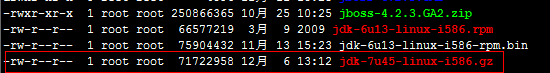 -rwxr-xr-x 1 root root 250866365 10月 25 10:25 jboss-4.2.3.GA2.zip
-rw-r--r-- 1 root root 66577219 3月 9 2009 jdk-6u13-linux-i586.rpm
-rw-r--r-- 1 root root 75904432 11月 13 15:23 jdk-6u13-linux-i586-rpm.bin
-rw-r--r-- 1 root root 71722958 12月 6 13:12 jdk-7u45-linux-i586.gz